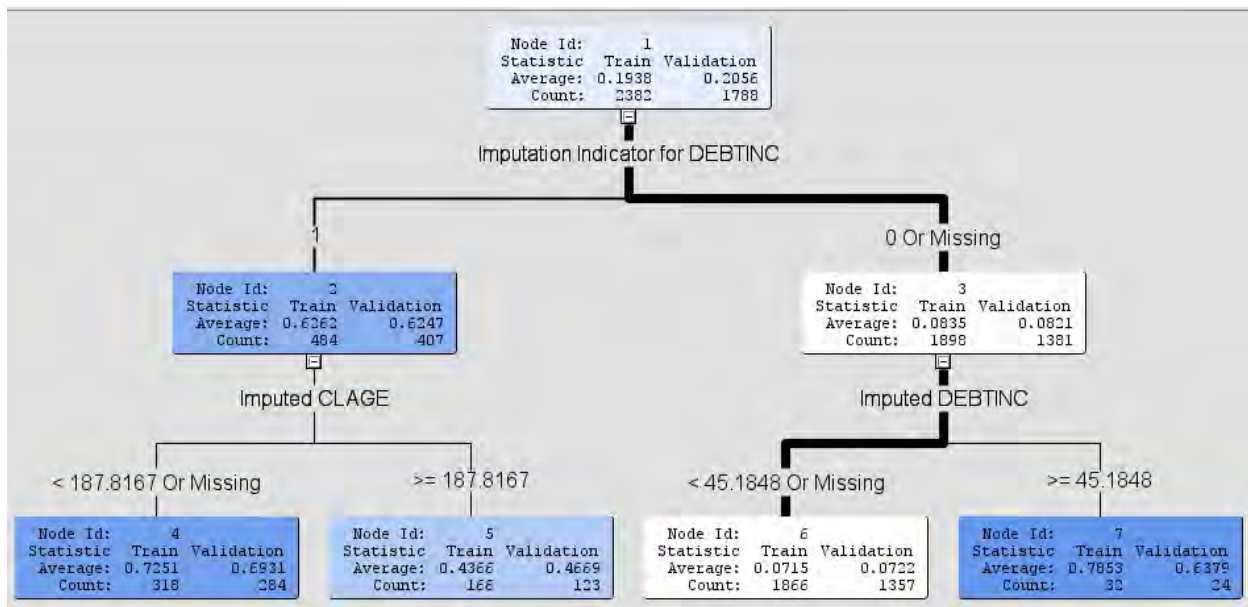 Node Id: 1
Statistic Train Validation
Average: 0.1938 0.2056
Count: 2382 1788
Imputation Indicator for DEBTINC
1
0 Or Missing
Node Id: 2
Statistic Train Validation
Average: 0.6262 0.6247
Count: 484 407
Node Id: 3
Statistic Train Validation
Average: 0.0835 0.0821
Count: 1898 1381
Imputed CLAGE
Imputed DEBTINC
< 187.8167 Or Missing
>= 187.8167
< 45.1848 Or Missing
>= 45.1848
Node Id: 4
Statistic Train Validation
Average: 0.7251 0.6931
Count: 318 284
Node Id: 5
Statistic Train Validation
Average: 0.4366 0.4669
Count: 166 123
Node Id: 6
Statistic Train Validation
Average: 0.0715 0.0722
Count: 1866 1357
Node Id: 7
Statistic Train Validation
Average: 0.7853 0.6379
Count: 32 24